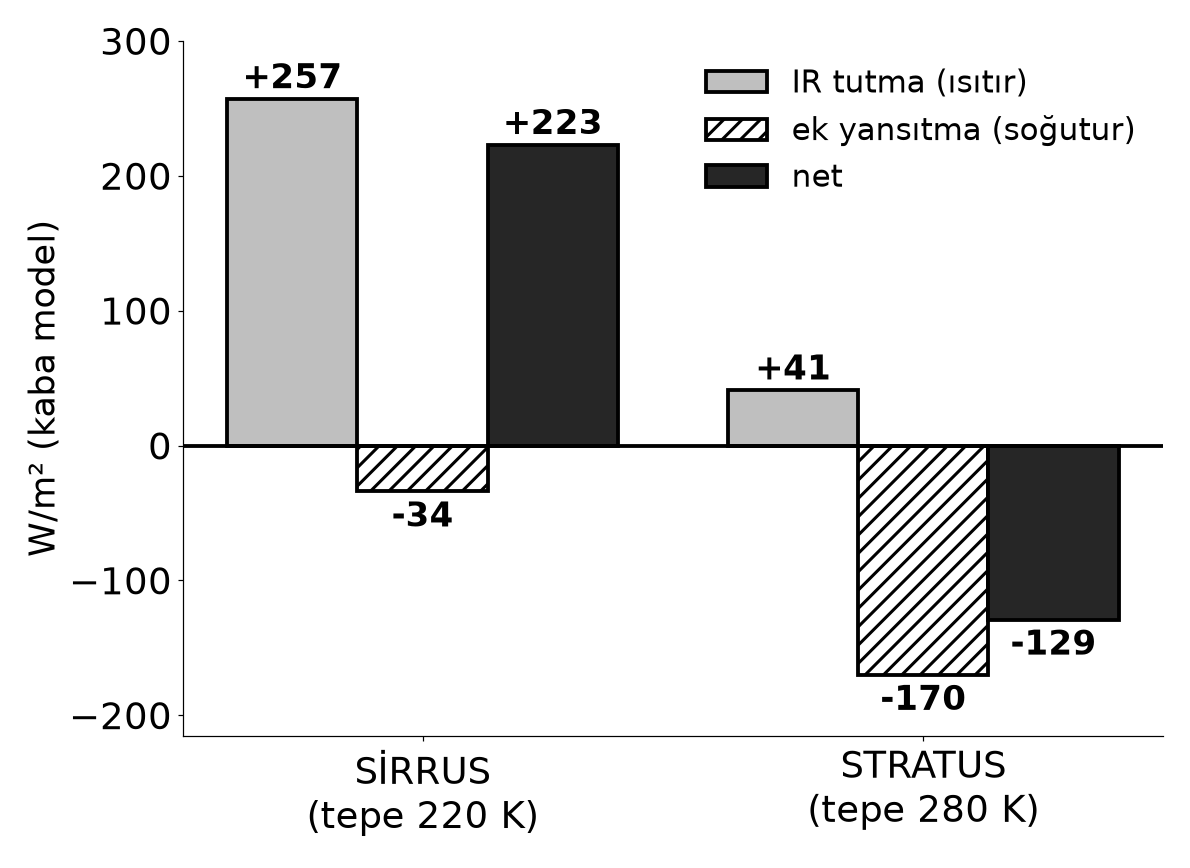 300
200
100
0
−100
−200
W/m² (kaba model)
+257
-34
+223
+41
-170
-129
IR tutma (ısıtır)
ek yansıtma (soğutur)
net
SİRRUS
(tepe 220 K)
STRATUS
(tepe 280 K)